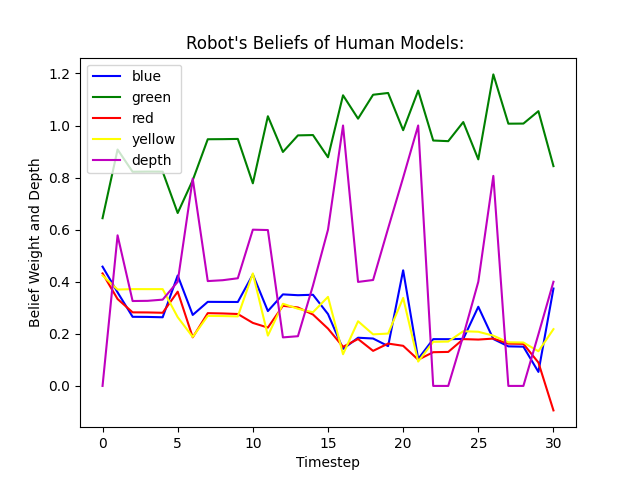 Robot's Beliefs of Human Models:
blue
green
red
yellow
depth
Belief Weight and Depth
1.2
1.0
0.8
0.6
0.4
0.2
0.0
0 5 10 15 20 25 30
Timestep